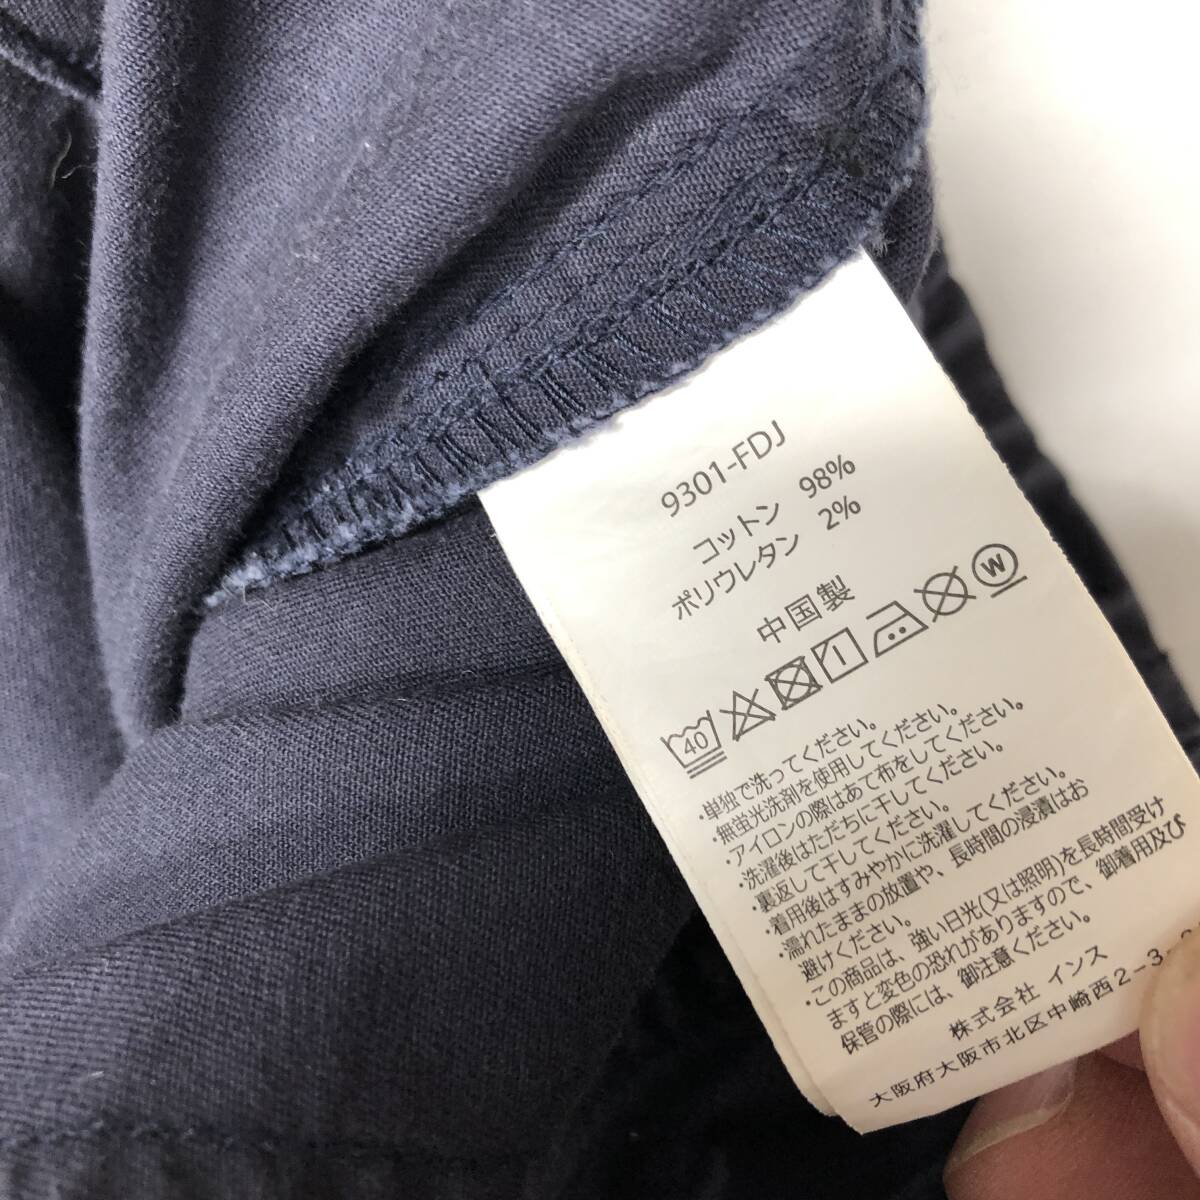 9301-FDJ
コットン 98%
ポリウレタン 2%
中国製
40 W
・単独で洗ってください。
・無蛍光洗剤を使用してください。
・アイロンの際はあて布をしてください。
・洗濯後はただちに干してください。
・裏返して干してください。
・着用後はすみやかに洗濯してください。
・濡れたままの放置や、長時間の浸漬はお
避けください。
・この商品は、強い日光(又は照明)を長時間受け
ますと変色の恐れがありますので、御着用及び
保管の際には、御注意ください。
株式会社 インス
大阪府大阪市北区中崎西2-3-